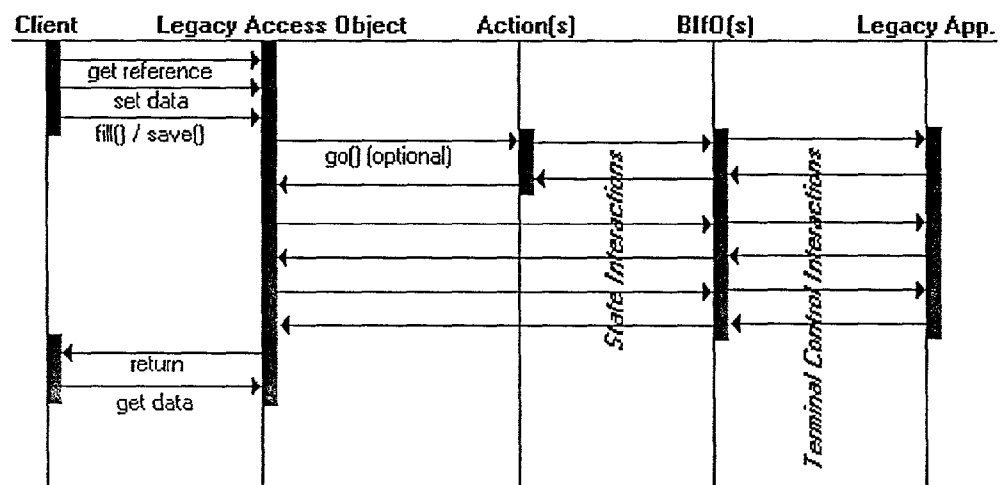 Client Legacy Access Object Action(s) BIfO(s) Legacy App.
get reference
set data
fill() / save()
go() (optional)
State Interactions
Terminal Control Interactions
return
get data